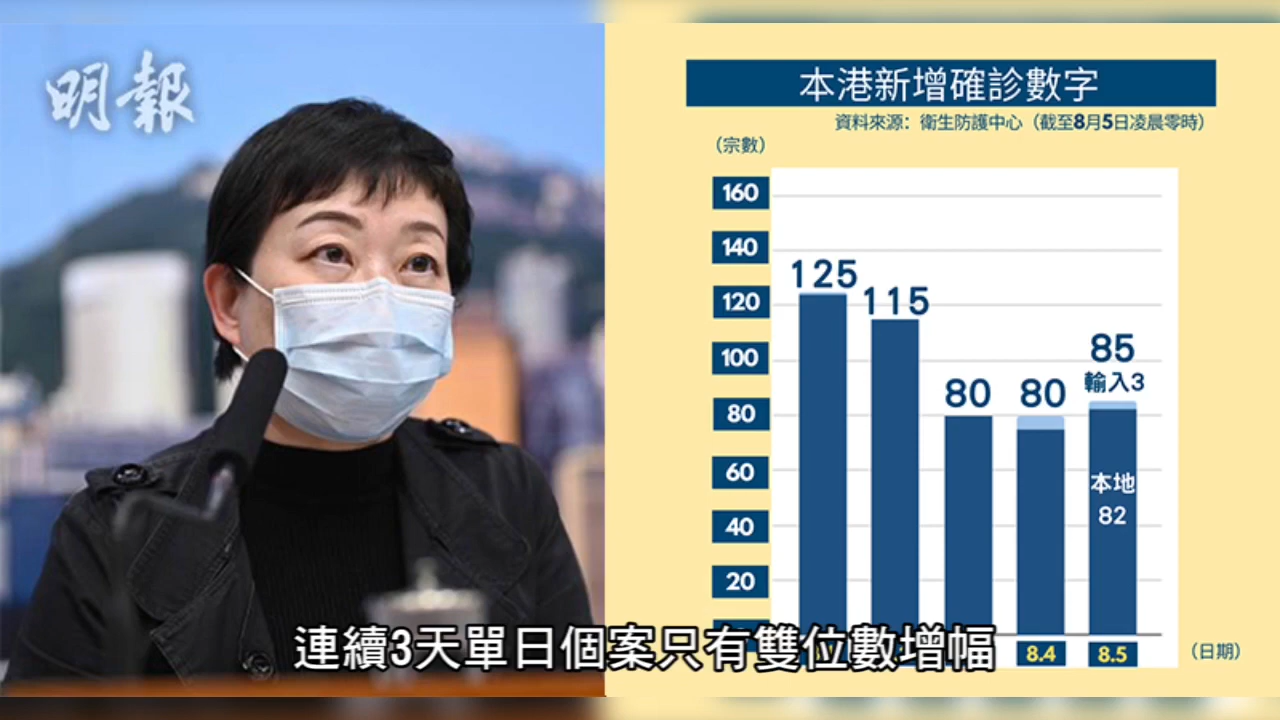 明報
本港新增確診數字
資料來源：衞生防護中心（截至8月5日凌晨零時）
（宗數）
160
140
120
100
80
60
40
20
125
115
80
80
85
輸入3
本地
82
8.4
8.5
（日期）
連續3天單日個案只有雙位數增幅